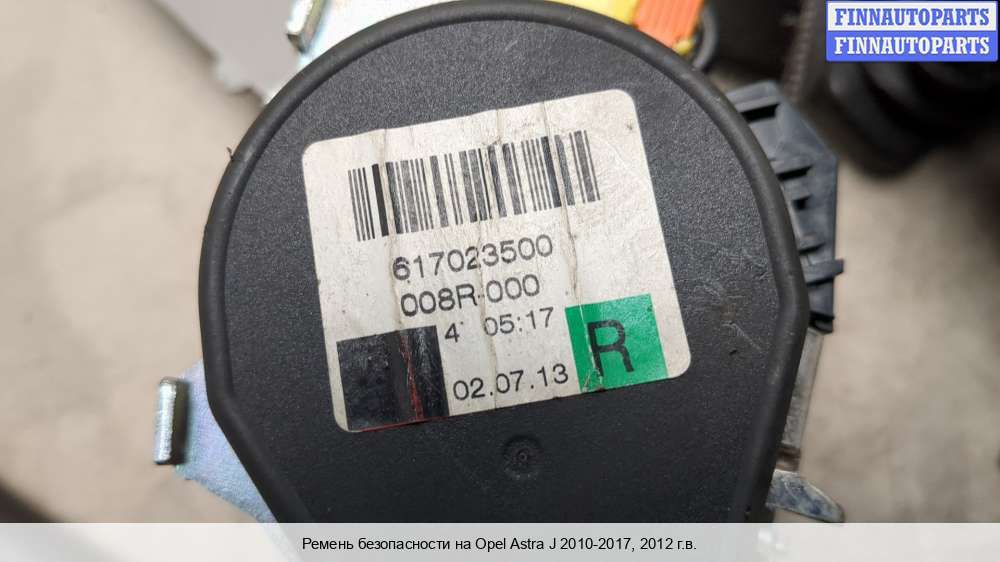 FINNAUTOPARTS
FINNAUTOPARTS
617023500
008R-000
4 05:17
R
02.07.13
Ремень безопасности на Opel Astra J 2010-2017, 2012 г.в.